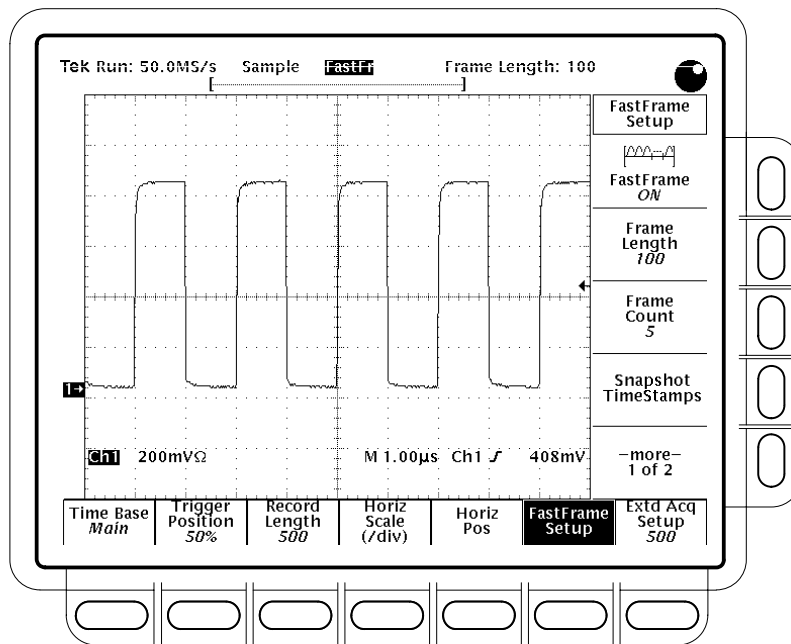 Tek Run: 50.0MS/s Sample FastFr Frame Length: 100
FastFrame
Setup
FastFrame
ON
Frame
Length
100
Frame
Count
5
Snapshot
TimeStamps
-more-
1 of 2
1→
Ch1 200mVΩ M 1.00µs Ch1 ƒ 408mV
Time Base
Main
Trigger
Position
50%
Record
Length
500
Horiz
Scale
(/div)
Horiz
Pos
FastFrame
Setup
Extd Acq
Setup
500